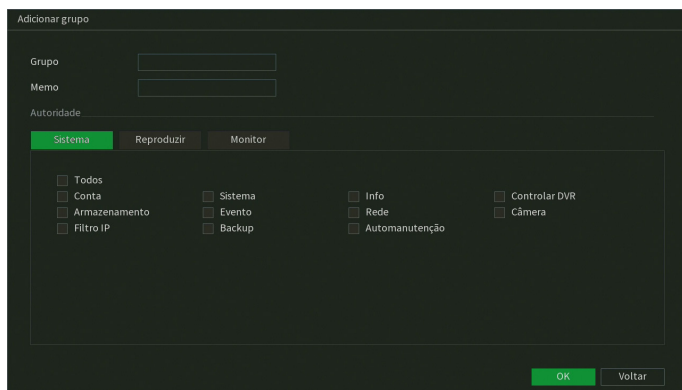 Adicionar grupo
Grupo
Memo
Autoridade
Sistema Reproduzir Monitor
Todos
Conta Sistema Info Controlar DVR
Armazenamento Evento Rede Câmera
Filtro IP Backup Automanutenção
OK Voltar